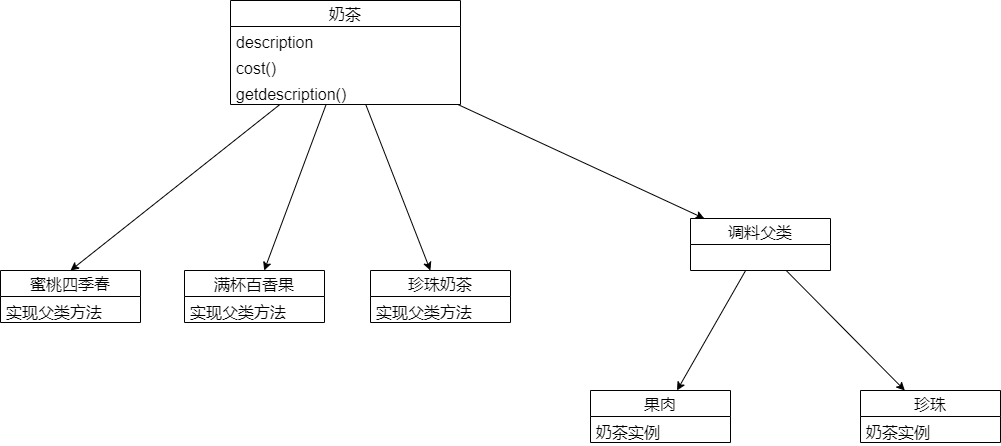 奶茶
description
cost()
getdescription()
调料父类
蜜桃四季春
实现父类方法
满杯百香果
实现父类方法
珍珠奶茶
实现父类方法
果肉
奶茶实例
珍珠
奶茶实例